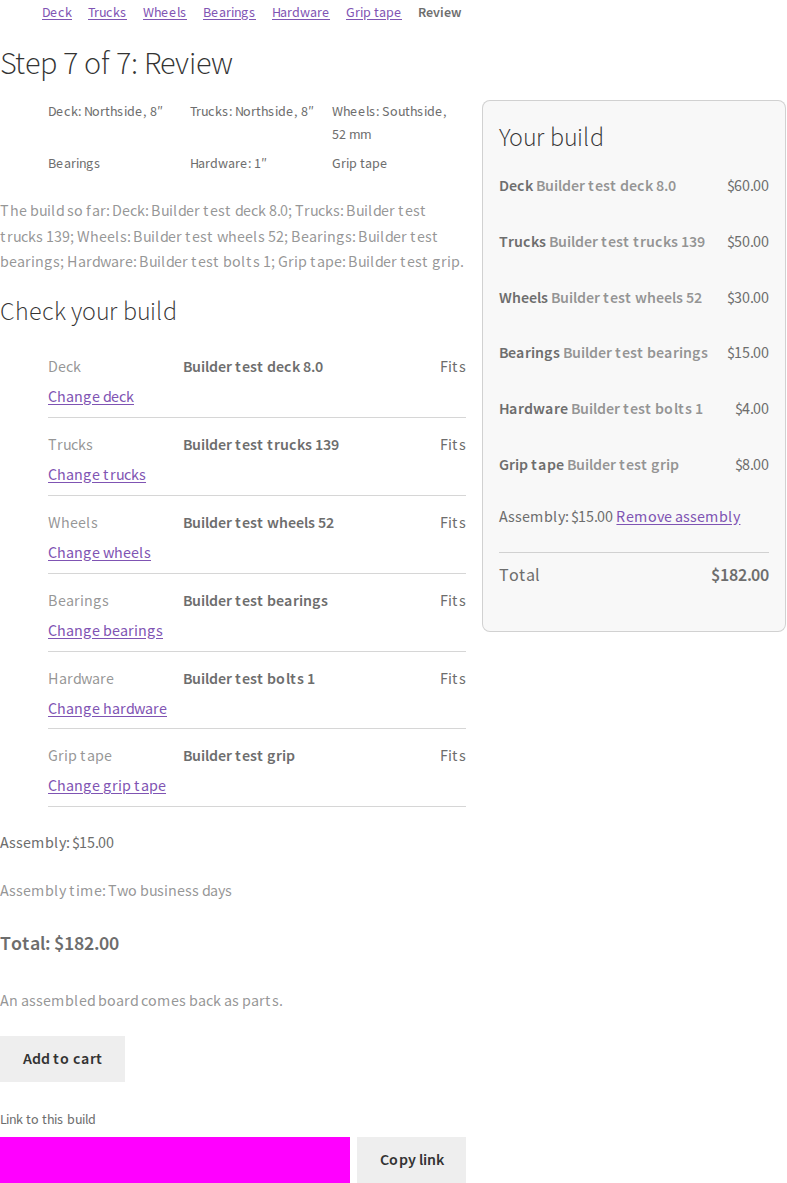 Deck Trucks Wheels Bearings Hardware Grip tape Review
Step 7 of 7: Review
Deck: Northside, 8″ Trucks: Northside, 8″ Wheels: Southside,
52 mm
Bearings Hardware: 1″ Grip tape
The build so far: Deck: Builder test deck 8.0; Trucks: Builder test
trucks 139; Wheels: Builder test wheels 52; Bearings: Builder test
bearings; Hardware: Builder test bolts 1; Grip tape: Builder test grip.
Check your build
Deck Builder test deck 8.0 Fits
Change deck
Trucks Builder test trucks 139 Fits
Change trucks
Wheels Builder test wheels 52 Fits
Change wheels
Bearings Builder test bearings Fits
Change bearings
Hardware Builder test bolts 1 Fits
Change hardware
Grip tape Builder test grip Fits
Change grip tape
Assembly: $15.00
Assembly time: Two business days
Total: $182.00
An assembled board comes back as parts.
Add to cart
Link to this build
Copy link
Your build
Deck Builder test deck 8.0 $60.00
Trucks Builder test trucks 139 $50.00
Wheels Builder test wheels 52 $30.00
Bearings Builder test bearings $15.00
Hardware Builder test bolts 1 $4.00
Grip tape Builder test grip $8.00
Assembly: $15.00 Remove assembly
Total $182.00